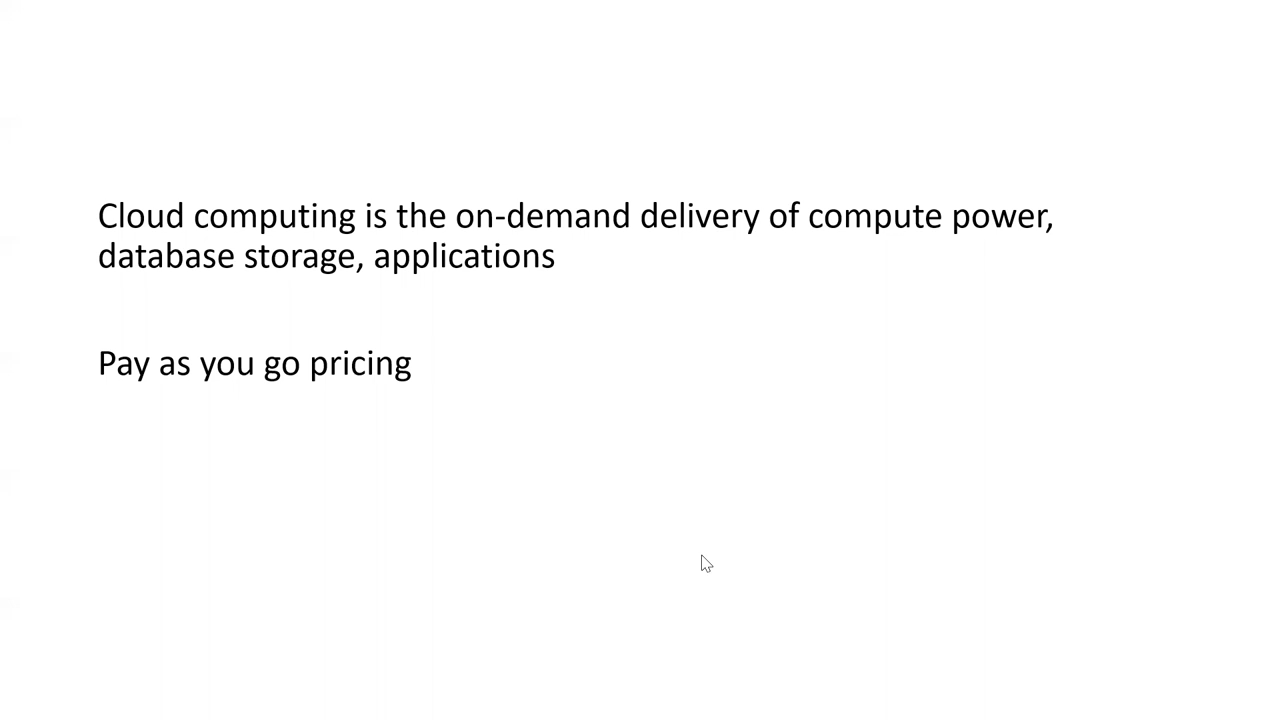 Cloud computing is the on-demand delivery of compute power,
database storage, applications
Pay as you go pricing